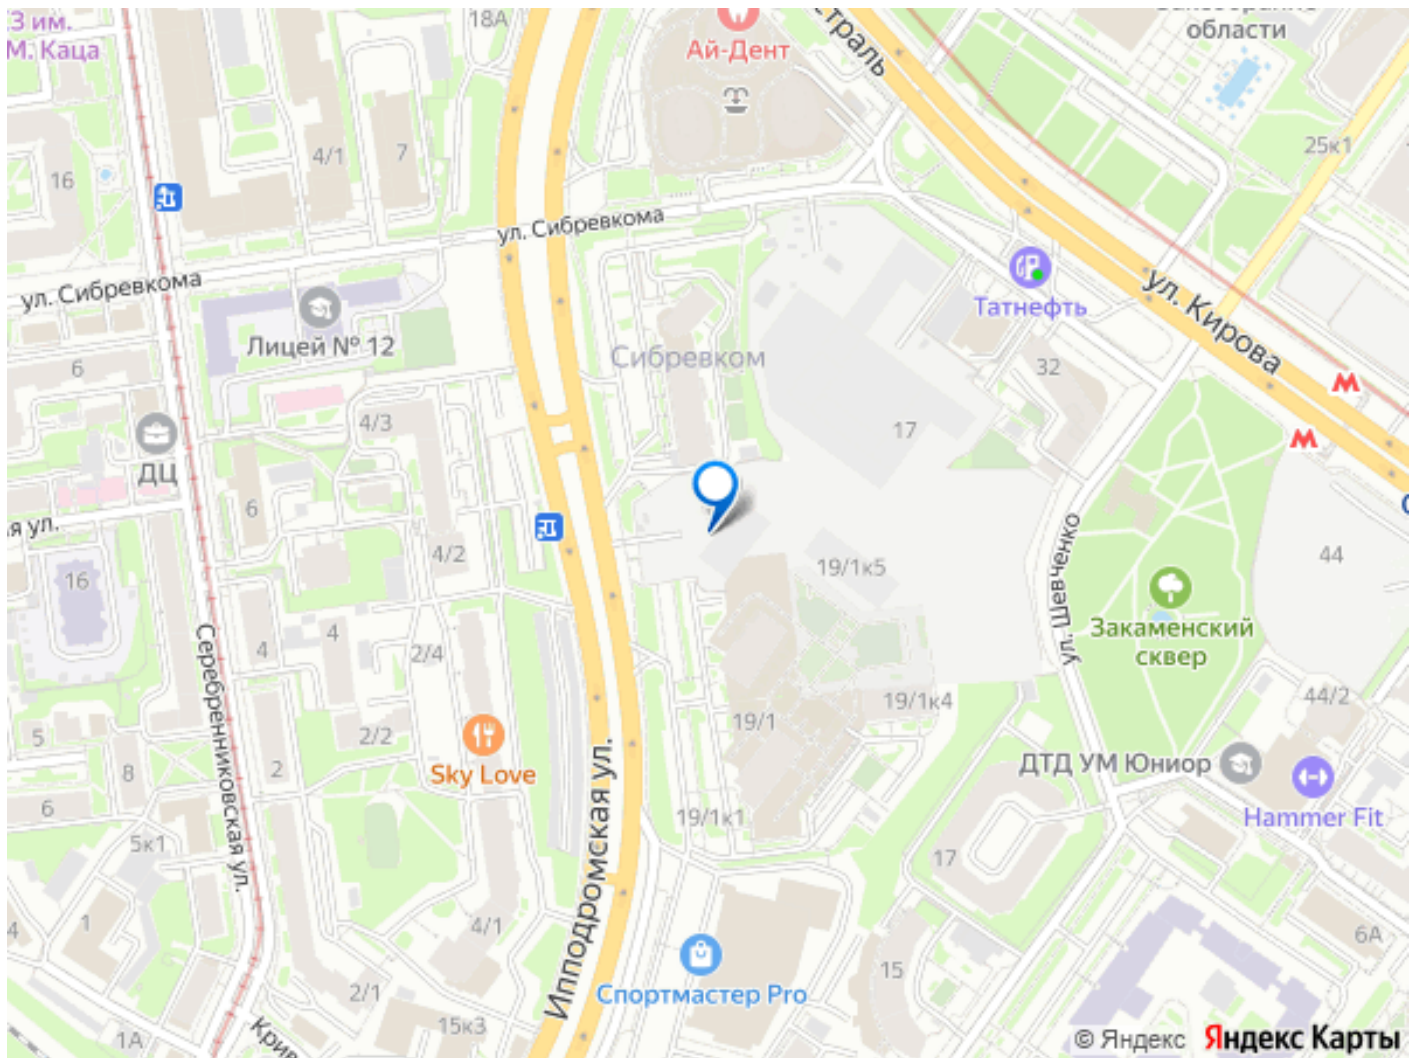 З им.
М. Каца
18А
Ай-Дент
страль
области
25к1
16
4/1
7
ул. Сибревкома
ул. Сибревкома
Татнефть
ул. Кирова
Лицей № 12
Сибревком
6
32
4/3
17
ДЦ
6
я ул.
4/2
19/1к5
ул. Шевченко
44
16
Закаменский
сквер
4
4
2/4
Серебренниковская ул.
19/1
19/1к4
44/2
5
2/2
8
2
Sky Love
ДТД УМ Юниор
Hammer Fit
6
19/1к1
5к1
17
Ипподромская ул.
4
1
4/1
6А
15
2/1
Спортмастер Pro
15к3
1А
Крив
© Яндекс Яндекс Карты